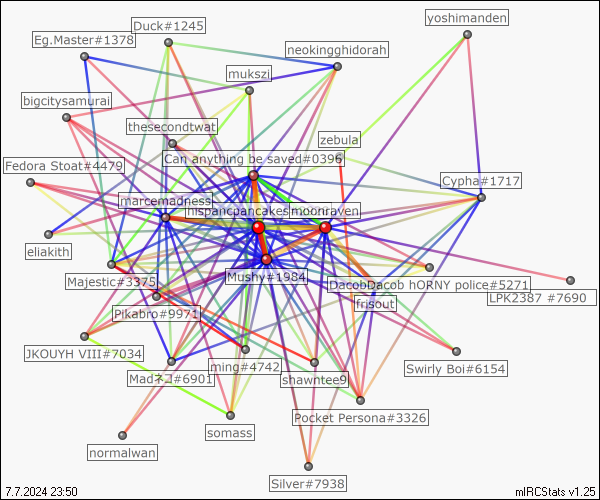 yoshimanden
Duck#1245
Eg.Master#1378
neokingghidorah
mukszi
bigcitysamurai
thesecondtwat
zebula
Can anything be saved#0396
Fedora Stoat#4479
Cypha#1717
marcemadness
hispancpancakes
moonraven
eliakith
Majestic#3375
Mushy#1984
DacobDacob hORNY police#5271
LPK2387 #7690
frisout
Pikabro#9971
JKOUYH VIII#7034
ming#4742
Swirly Boi#6154
Madネコ#6901
shawntee9
Pocket Persona#3326
somass
normalwan
Silver#7938
7.7.2024 23:50
mIRCStats v1.25